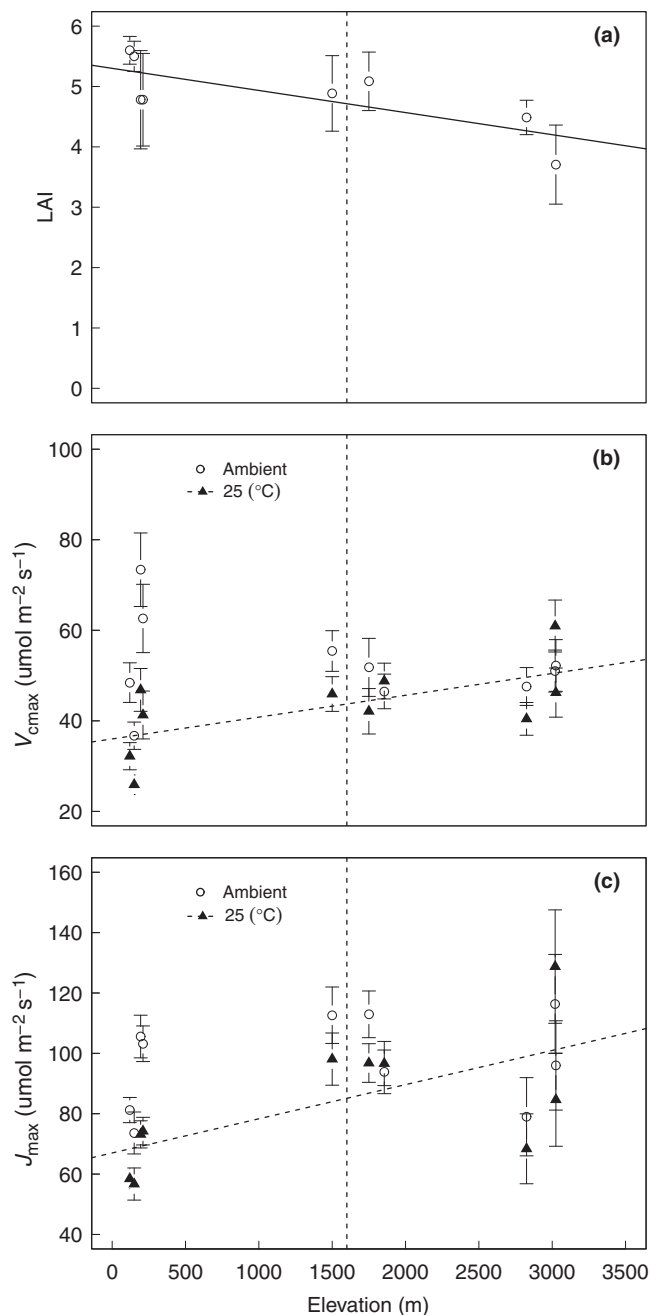 (a)
6
5
4
3
2
1
0
LAI
(b)
Ambient
25 (°C)
100
80
60
40
20
Vcmax (umol m−2 s−1)
(c)
Ambient
25 (°C)
160
140
120
100
80
60
40
Jmax (umol m−2 s−1)
0 500 1000 1500 2000 2500 3000 3500
Elevation (m)